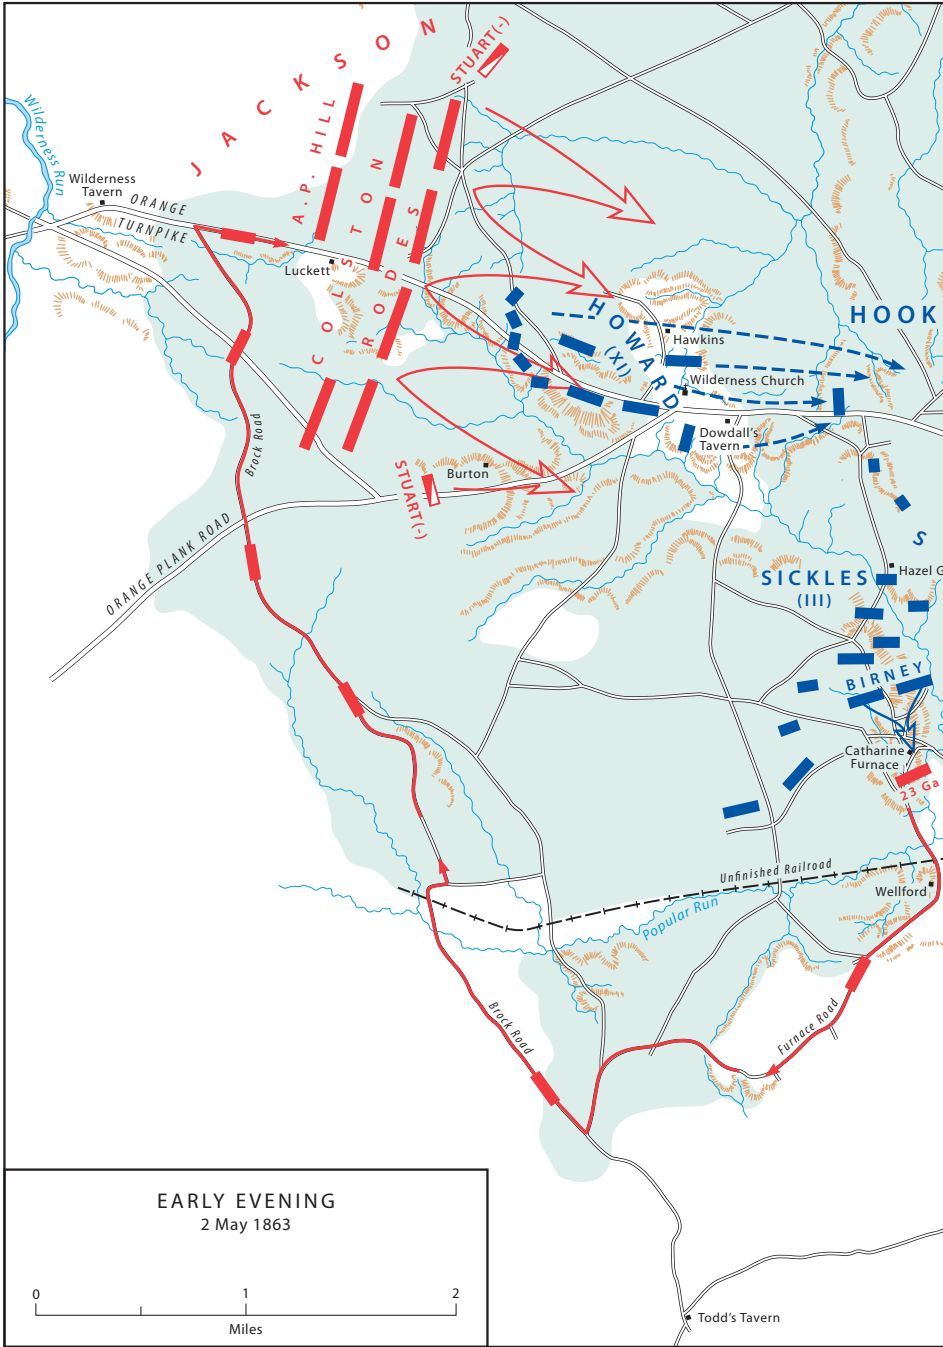 JACKSON
STUART(-)
A.P. HILL
COLSTON
RODES
Wilderness Run
Wilderness
Tavern
ORANGE
TURNPIKE
Luckett
HOWARD
(XI)
HOOK
Hawkins
Wilderness Church
Dowdall's
Tavern
Brock Road
Burton
STUART(-)
ORANGE PLANK ROAD
S
Hazel G
SICKLES
(III)
BIRNEY
Catharine
Furnace
23 Ga
Unfinished Railroad
Wellford
Popular Run
Brock Road
Furnace Road
EARLY EVENING
2 May 1863
0 1 2
Miles
Todd's Tavern